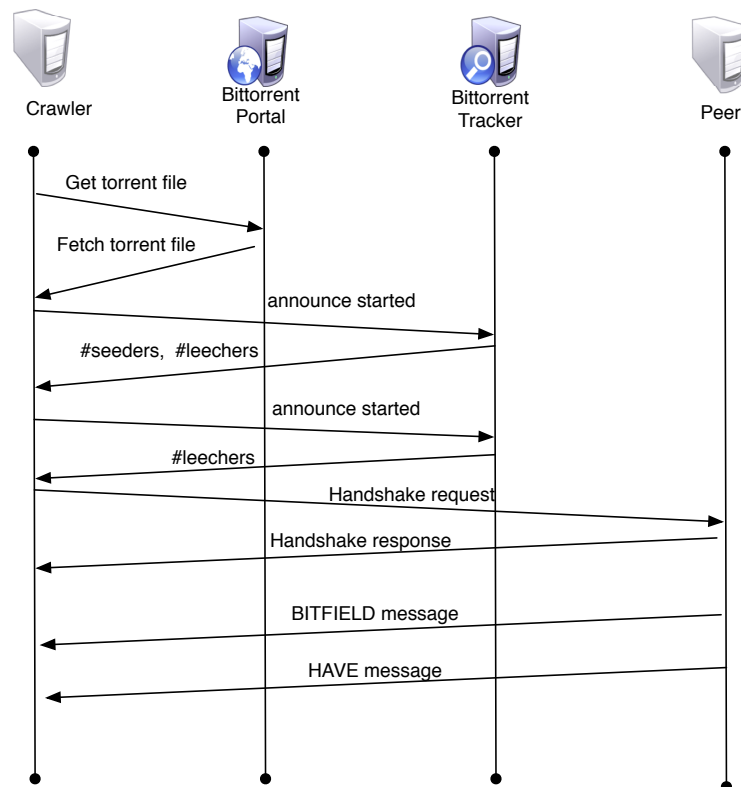 Crawler
Bittorrent
Portal
Bittorrent
Tracker
Peer
Get torrent file
Fetch torrent file
announce started
#seeders, #leechers
announce started
#leechers
Handshake request
Handshake response
BITFIELD message
HAVE message